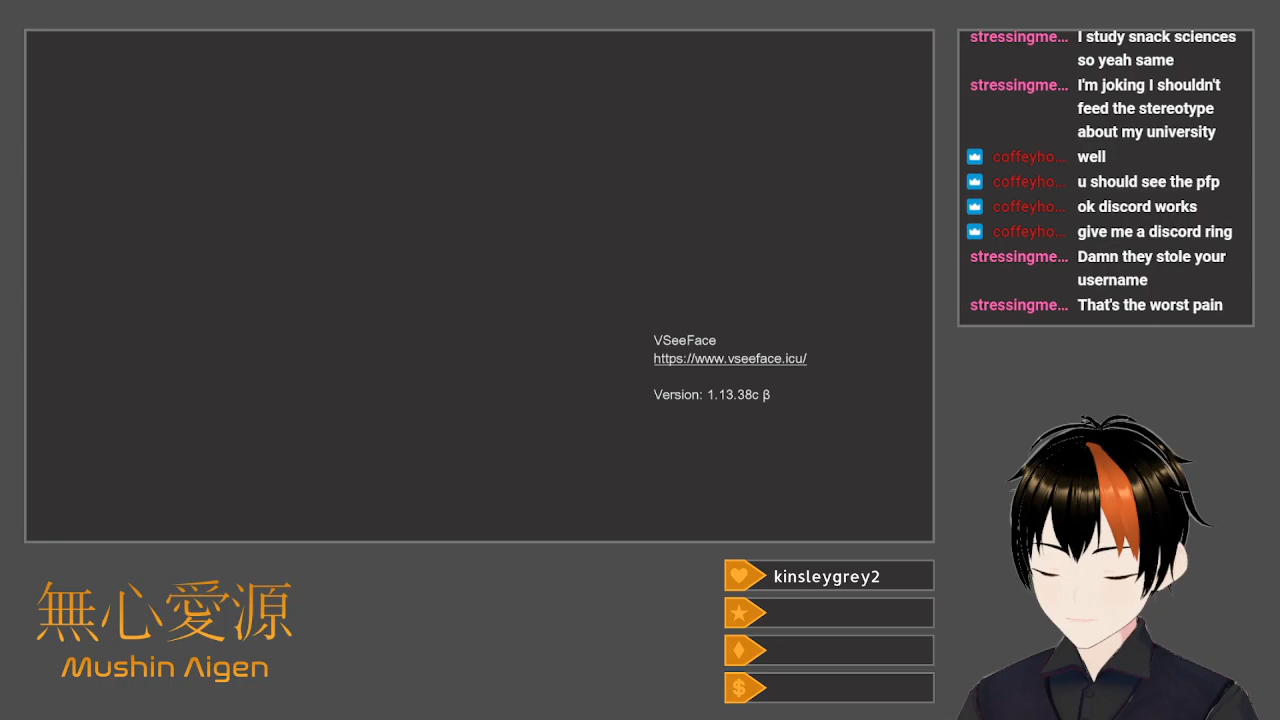 stressingme... I study snack sciences
so yeah same
stressingme... I'm joking I shouldn't
feed the stereotype
about my university
coffeyho... well
coffeyho... u should see the pfp
coffeyho... ok discord works
coffeyho... give me a discord ring
stressingme... Damn they stole your
username
stressingme... That's the worst pain
VSeeFace
https://www.vseeface.icu/
Version: 1.13.38c β
無心愛源
Mushin Aigen
kinsleygrey2
$